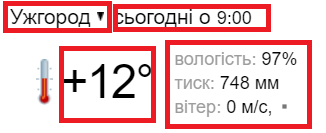 Ужгород ▾ сьогодні о 9:00
+12°
вологість: 97%
тиск: 748 мм
вітер: 0 м/с,